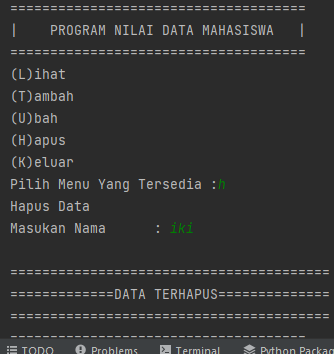 =====================================
|    PROGRAM NILAI DATA MAHASISWA   |
=====================================
(L)ihat
(T)ambah
(U)bah
(H)apus
(K)eluar
Pilih Menu Yang Tersedia :h
Hapus Data
Masukan Nama      : iki
========================================
=============DATA TERHAPUS==============
========================================
TODO Problems Terminal Python Packag